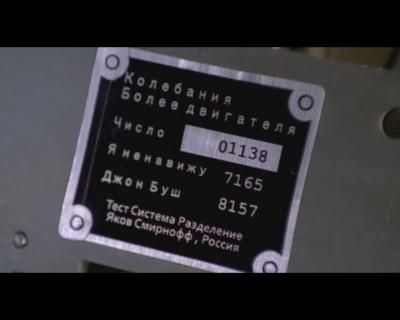 Колебания
Более двигателя
Число 01138
Я ненавижу 7165
Джон Буш 8157
Тест Система Разделение
Яков Смирнофф, Россия